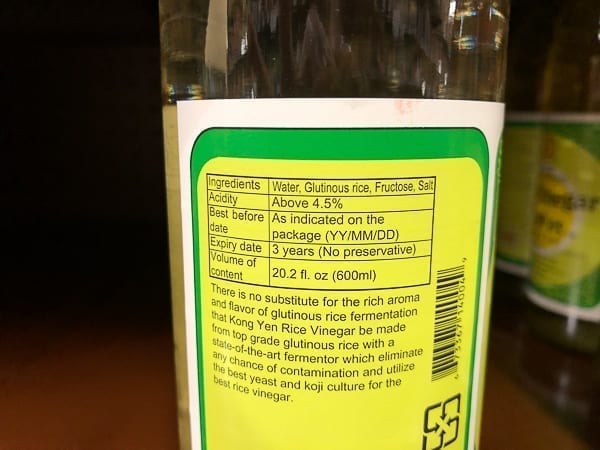 Ingredients Water, Glutinous rice, Fructose, Salt
Acidity Above 4.5%
Best before date As indicated on the
package (YY/MM/DD)
Expiry date 3 years (No preservative)
Volume of
content 20.2 fl. oz (600ml)
There is no substitute for the rich aroma
and flavor of glutinous rice fermentation
that Kong Yen Rice Vinegar be made
from top grade glutinous rice with a
state-of-the-art fermentor which eliminate
any chance of contamination and utilize
the best yeast and koji culture for the
best rice vinegar.